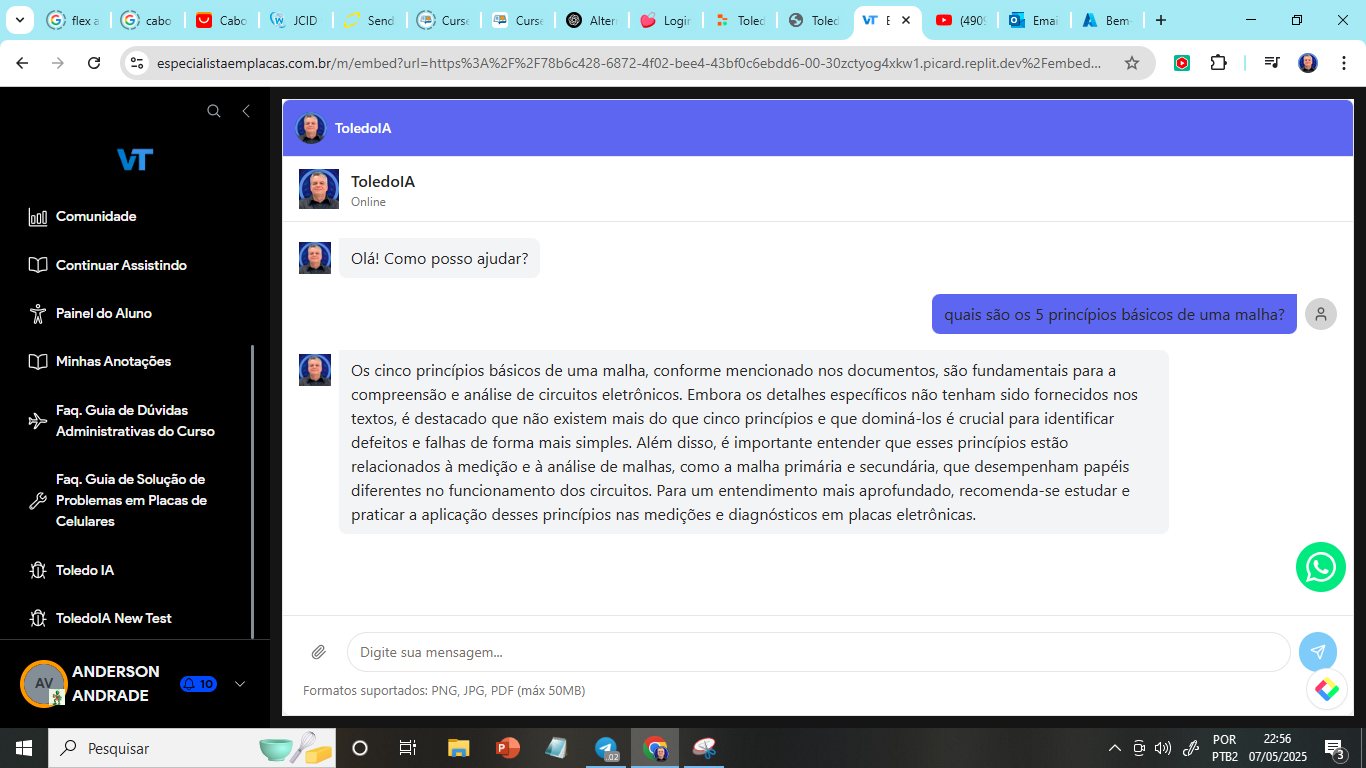 flex a
cabo
Cabo
JCID
Send
Curse
Curse
Alter
Login
Toled
Toled
E
(490
Emai
Bem-
especialistaemplacas.com.br/m/embed?url=https%3A%2F%2F78b6c428-6872-4f02-bee4-43bf0c6ebdd6-00-30zctyog4xkw1.picard.replit.dev%2Fembed...
VT
Comunidade
Continuar Assistindo
Painel do Aluno
Minhas Anotações
Faq. Guia de Dúvidas
Administrativas do Curso
Faq. Guia de Solução de
Problemas em Placas de
Celulares
Toledo IA
ToledoIA New Test
AV
ANDERSON
ANDRADE
10
ToledoIA
ToledoIA
Online
Olá! Como posso ajudar?
quais são os 5 princípios básicos de uma malha?
Os cinco princípios básicos de uma malha, conforme mencionado nos documentos, são fundamentais para a
compreensão e análise de circuitos eletrônicos. Embora os detalhes específicos não tenham sido fornecidos nos
textos, é destacado que não existem mais do que cinco princípios e que dominá-los é crucial para identificar
defeitos e falhas de forma mais simples. Além disso, é importante entender que esses princípios estão
relacionados à medição e à análise de malhas, como a malha primária e secundária, que desempenham papéis
diferentes no funcionamento dos circuitos. Para um entendimento mais aprofundado, recomenda-se estudar e
praticar a aplicação desses princípios nas medições e diagnósticos em placas eletrônicas.
Digite sua mensagem...
Formatos suportados: PNG, JPG, PDF (máx 50MB)
Pesquisar
.02
POR
PTB2
22:56
07/05/2025
3